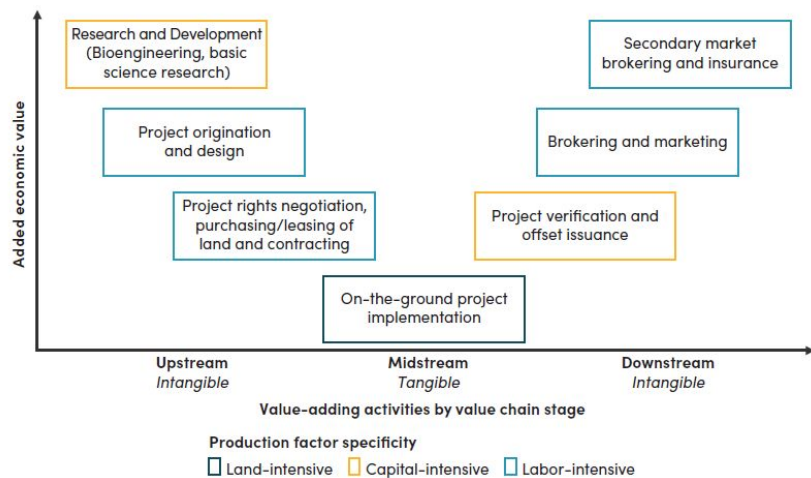 Added economic value
Research and Development
(Bioengineering, basic
science research)
Secondary market
brokering and insurance
Project origination
and design
Brokering and marketing
Project rights negotiation,
purchasing/leasing of
land and contracting
Project verification and
offset issuance
On-the-ground project
implementation
Upstream
Intangible
Midstream
Tangible
Downstream
Intangible
Value-adding activities by value chain stage
Production factor specificity
Land-intensive
Capital-intensive
Labor-intensive